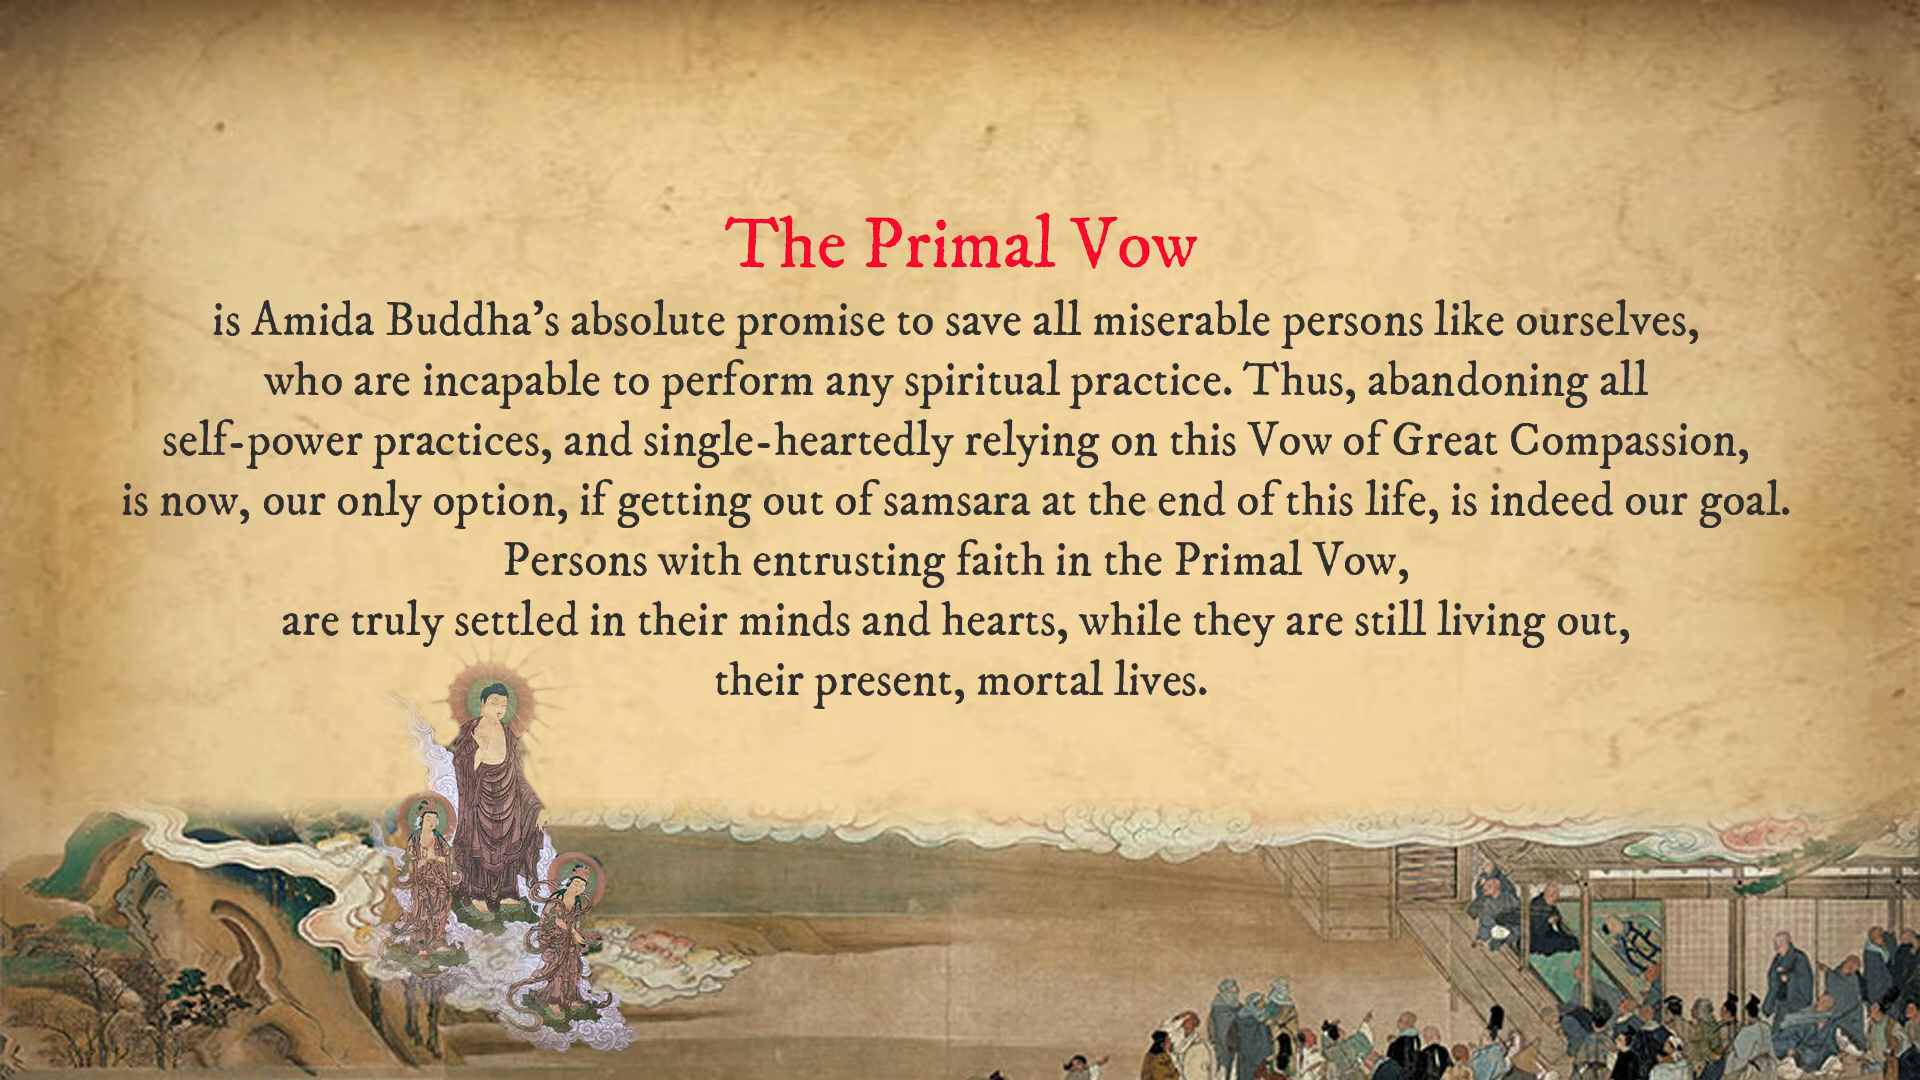 The Primal Vow
is Amida Buddha’s absolute promise to save all miserable persons like ourselves,
who are incapable to perform any spiritual practice. Thus, abandoning all
self-power practices, and single-heartedly relying on this Vow of Great Compassion,
is now, our only option, if getting out of samsara at the end of this life, is indeed our goal.
Persons with entrusting faith in the Primal Vow,
are truly settled in their minds and hearts, while they are still living out,
their present, mortal lives.